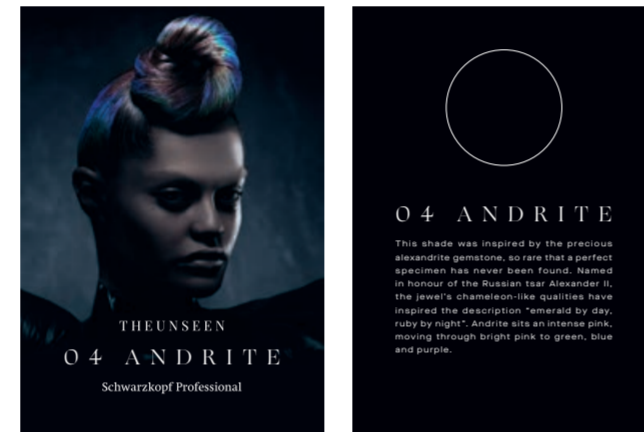 THEUNSEEN
04 ANDRITE
Schwarzkopf Professional
04 ANDRITE
This shade was inspired by the precious
alexandrite gemstone, so rare that a perfect
specimen has never been found. Named
in honour of the Russian tsar Alexander II,
the jewel's chameleon-like qualities have
inspired the description "emerald by day,
ruby by night". Andrite sits an intense pink,
moving through bright pink to green, blue
and purple.